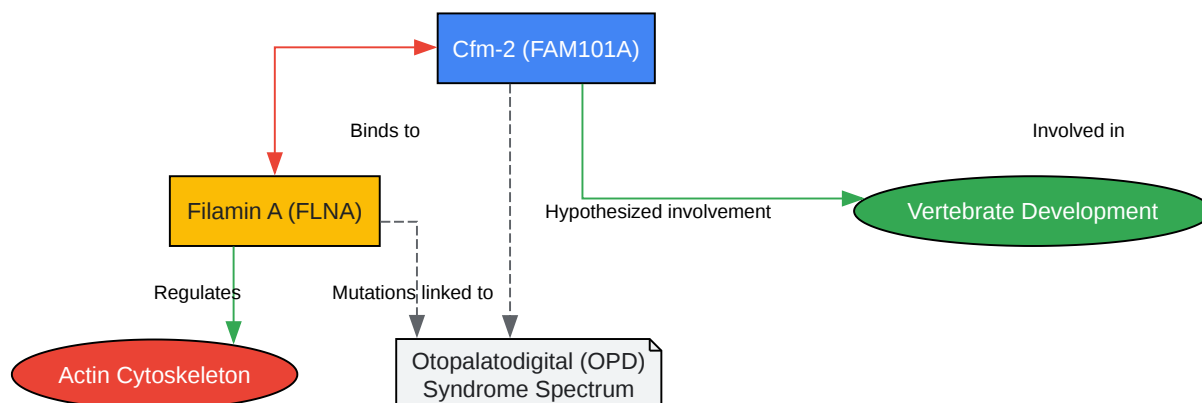 Cfm-2 (FAM101A)
Binds to
Involved in
Filamin A (FLNA)
Hypothesized involvement
Vertebrate Development
Regulates
Mutations linked to
Actin Cytoskeleton
Otopalatodigital (OPD)
Syndrome Spectrum